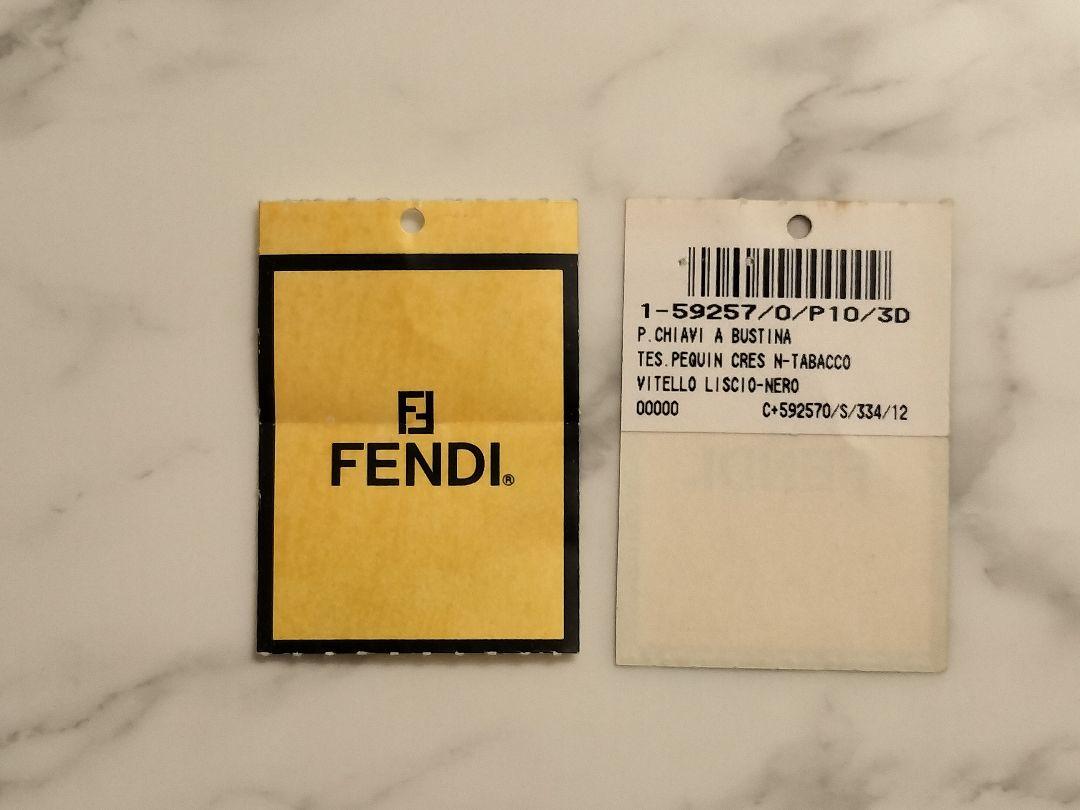 FENDI®
1-59257/0/P10/3D
P.CHIAVI A BUSTINA
TES.PEQUIN CRES N-TABACCO
VITELLO LISCIO-NERO
00000 C+592570/S/334/12